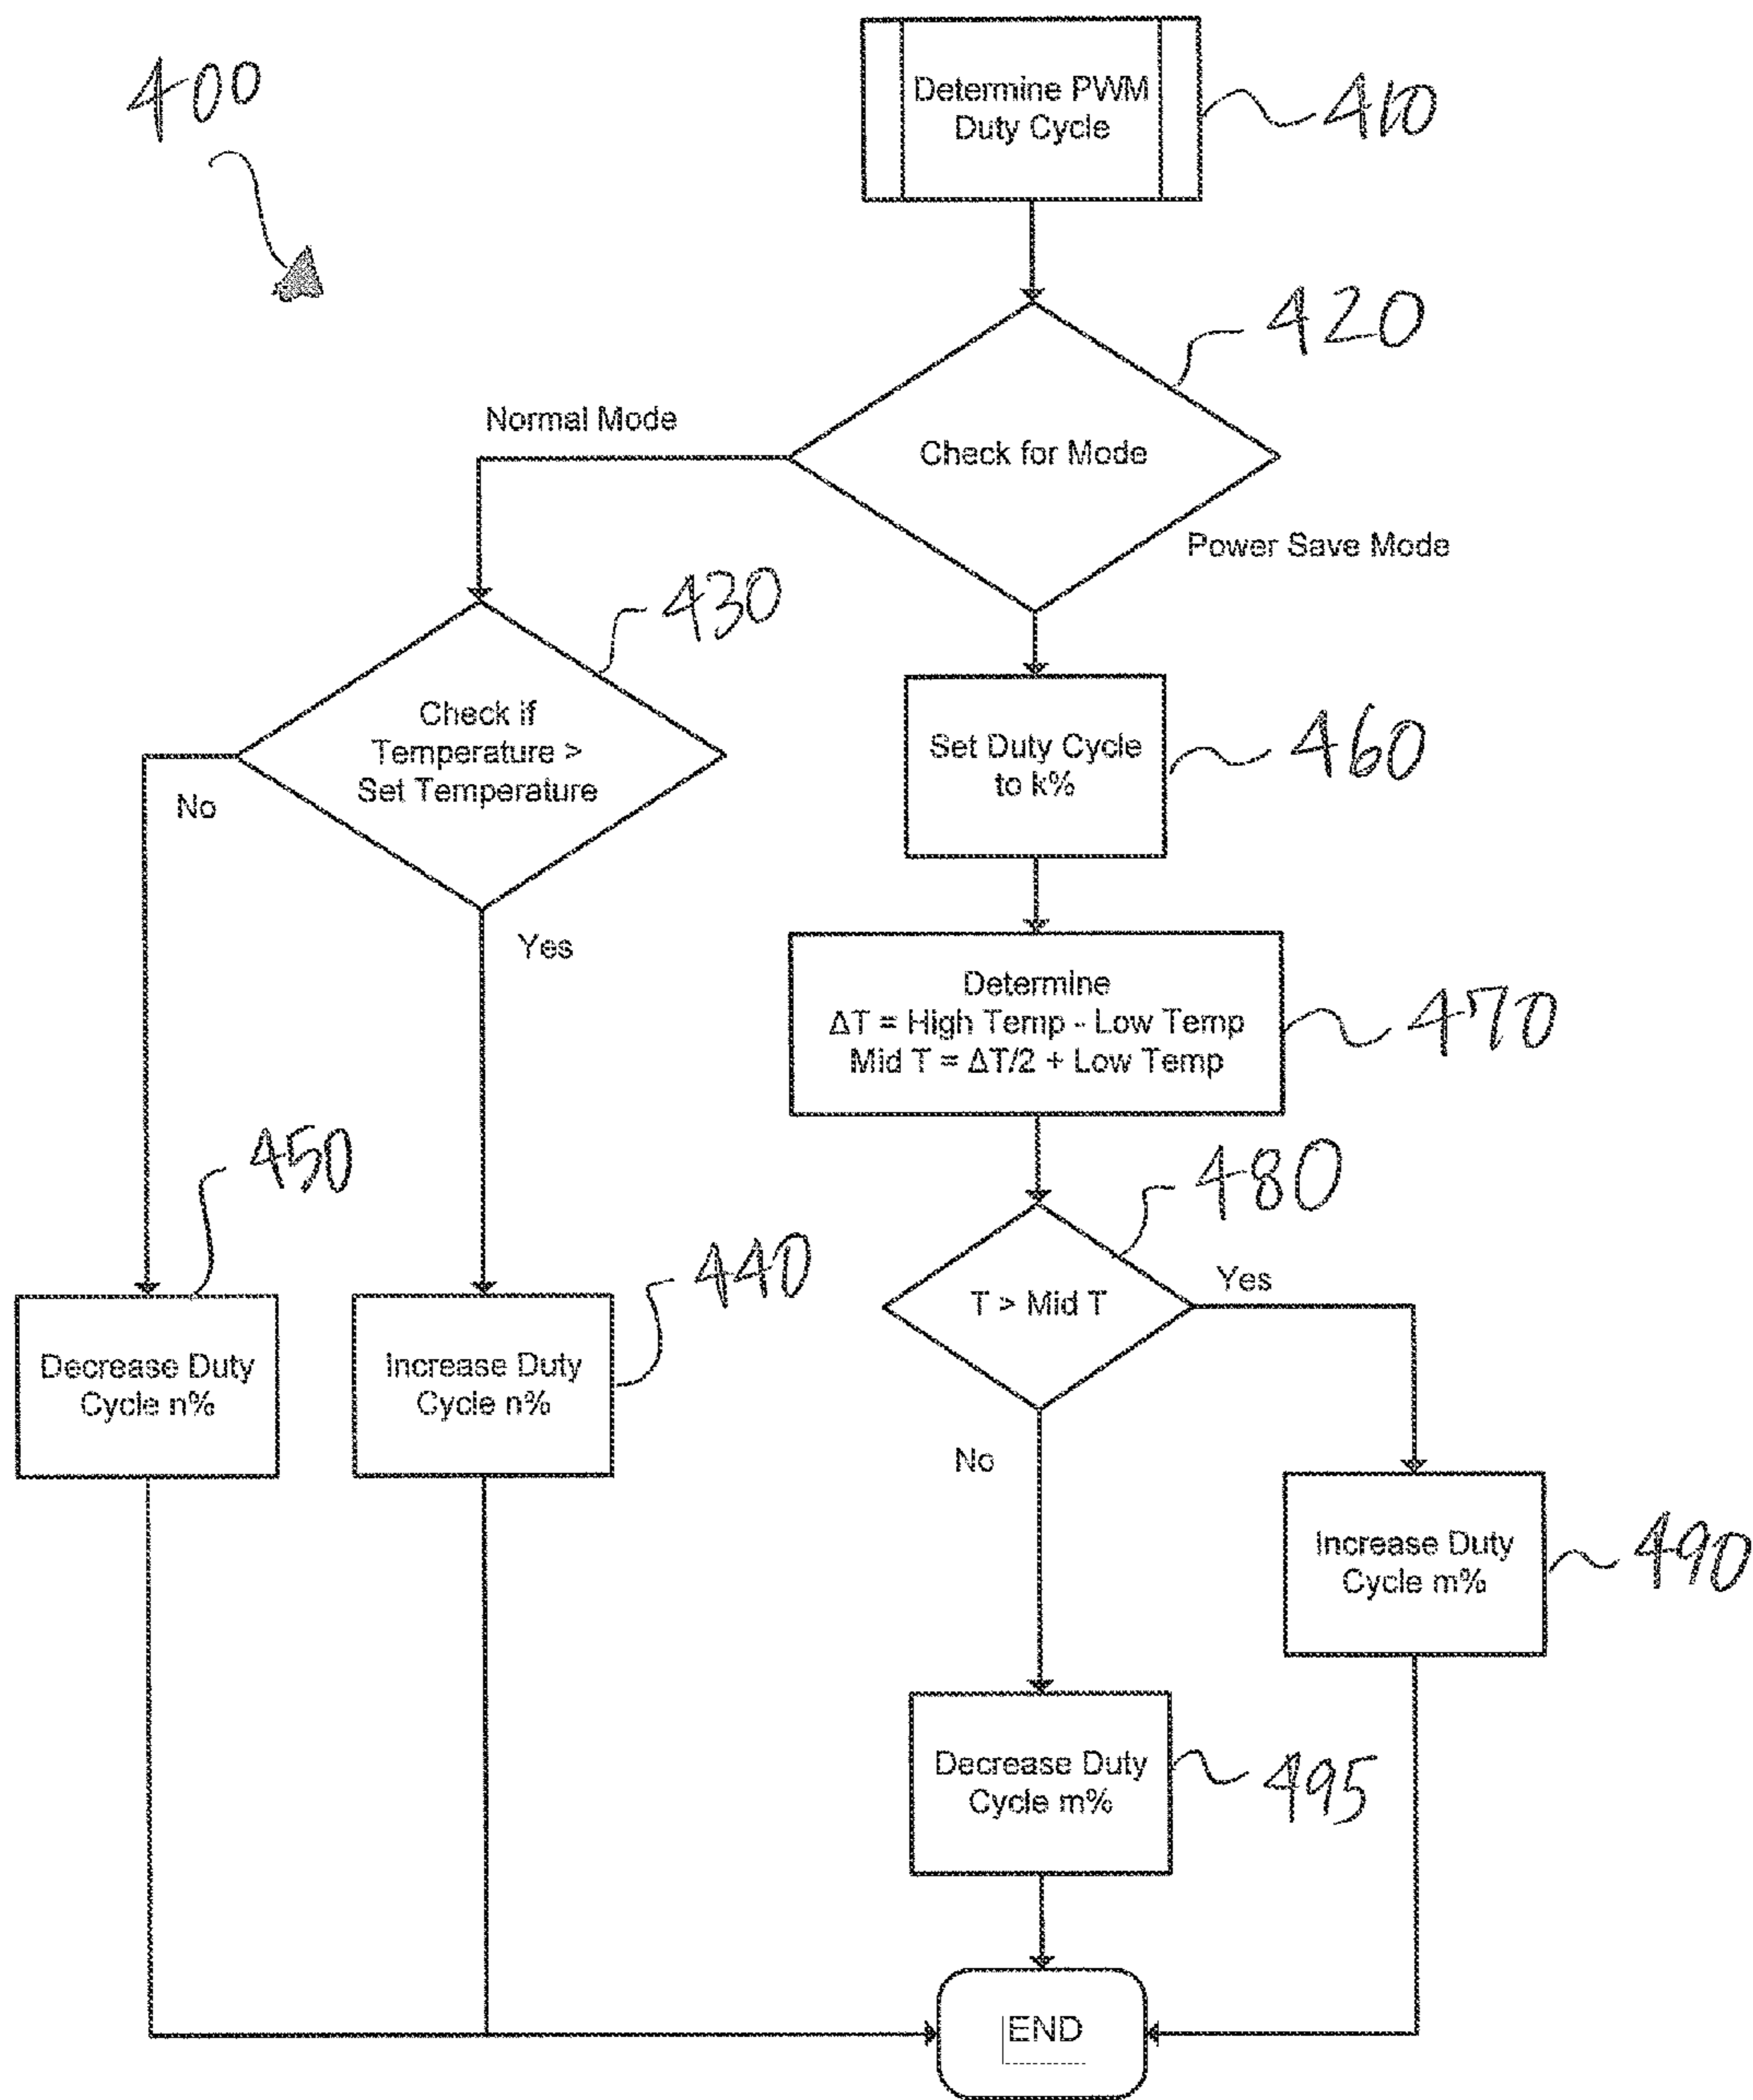 400
Determine PWM
Duty Cycle
410
420
Normal Mode
Check for Mode
Power Save Mode
430
Check if
Temperature >
Set Temperature
No
Yes
Set Duty Cycle
to k%
460
Determine
ΔT = High Temp - Low Temp
Mid T = ΔT/2 + Low Temp
470
450
440
480
Decrease Duty
Cycle n%
Increase Duty
Cycle n%
T > Mid T
Yes
No
Increase Duty
Cycle m%
490
Decrease Duty
Cycle m%
495
END